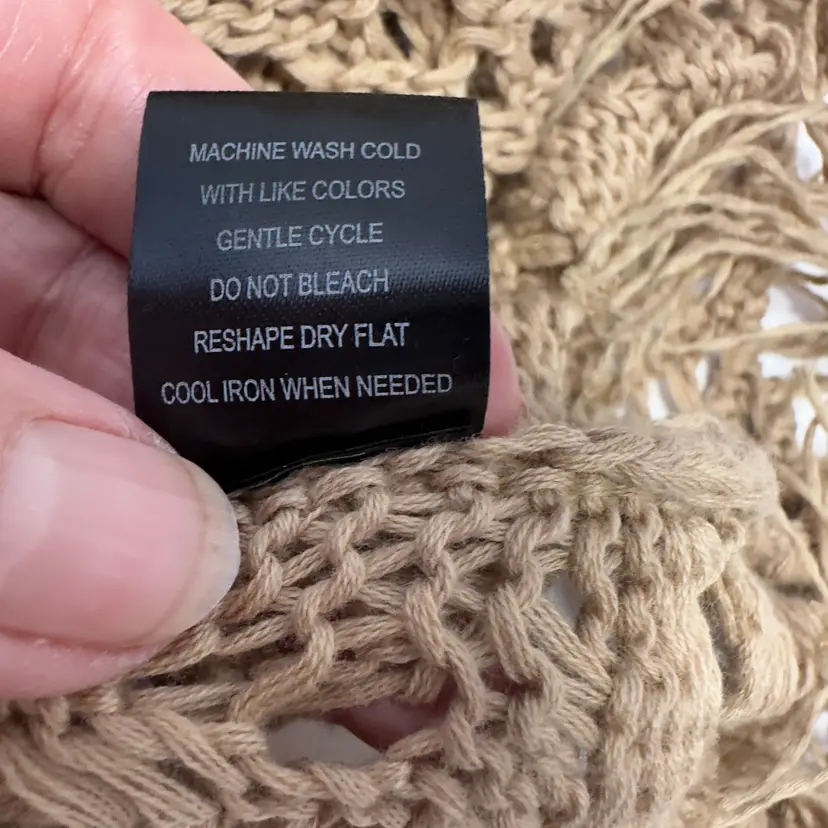 MACHINE WASH COLD
WITH LIKE COLORS
GENTLE CYCLE
DO NOT BLEACH
RESHAPE DRY FLAT
COOL IRON WHEN NEEDED